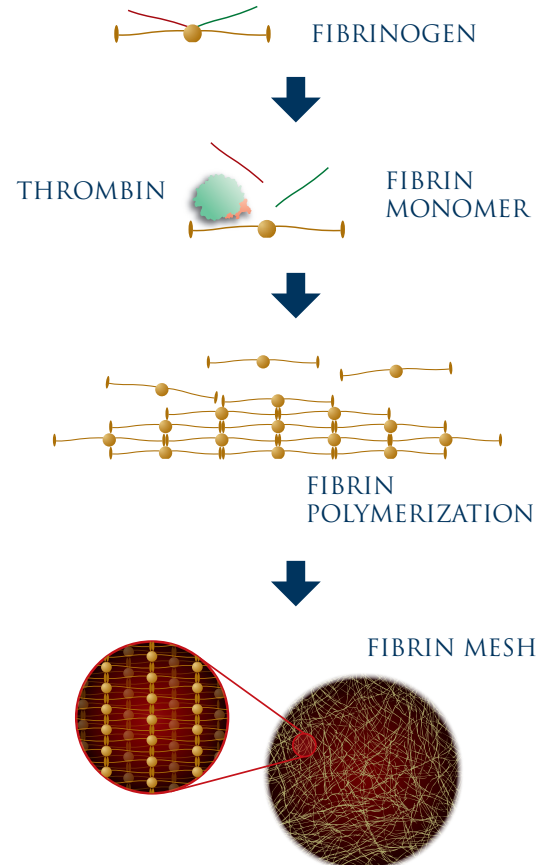 FIBRINOGEN
THROMBIN
FIBRIN
MONOMER
FIBRIN
POLYMERIZATION
FIBRIN MESH